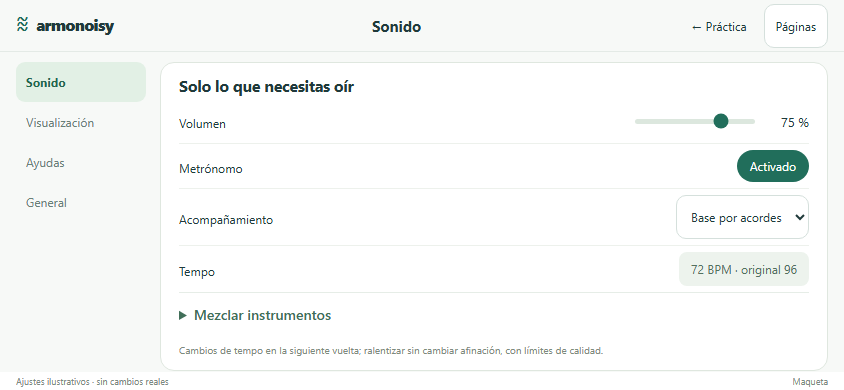 armonoisy
Sonido
← Práctica
Páginas
Sonido
Visualización
Ayudas
General
Solo lo que necesitas oír
Volumen
75 %
Metrónomo
Activado
Acompañamiento
Base por acordes
Tempo
72 BPM · original 96
Mezclar instrumentos
Cambios de tempo en la siguiente vuelta; ralentizar sin cambiar afinación, con límites de calidad.
Ajustes ilustrativos · sin cambios reales
Maqueta